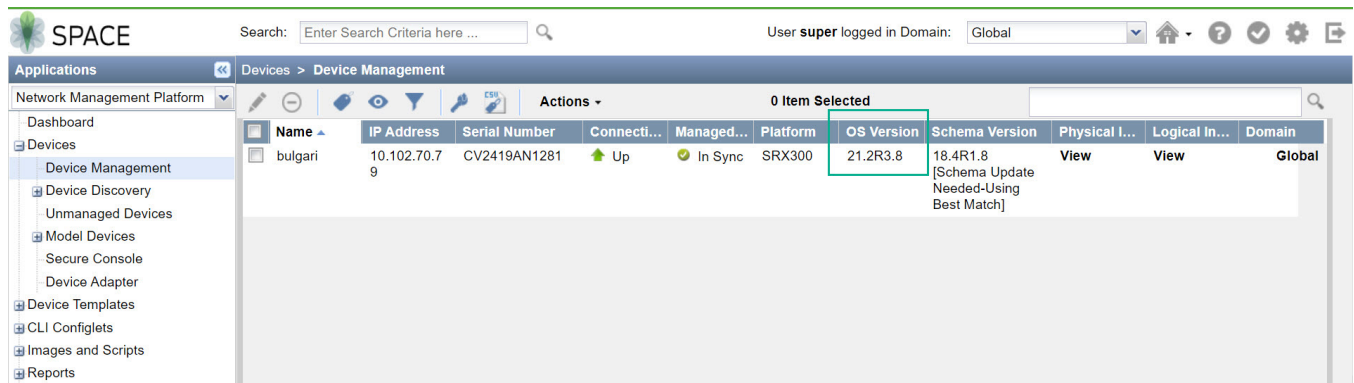 SPACE
Search: Enter Search Criteria here ...
User super logged in Domain: Global
Applications
Devices > Device Management
Network Management Platform
Actions
0 Item Selected
Dashboard
Devices
Device Management
Device Discovery
Unmanaged Devices
Model Devices
Secure Console
Device Adapter
Device Templates
CLI Configlets
Images and Scripts
Reports
CSV
Name IP Address Serial Number Connecti... Managed... Platform OS Version Schema Version Physical I... Logical In... Domain
bulgari 10.102.70.7 CV2419AN1281 Up In Sync SRX300 21.2R3.8 18.4R1.8 View View Global
9 [Schema Update
Needed-Using
Best Match]